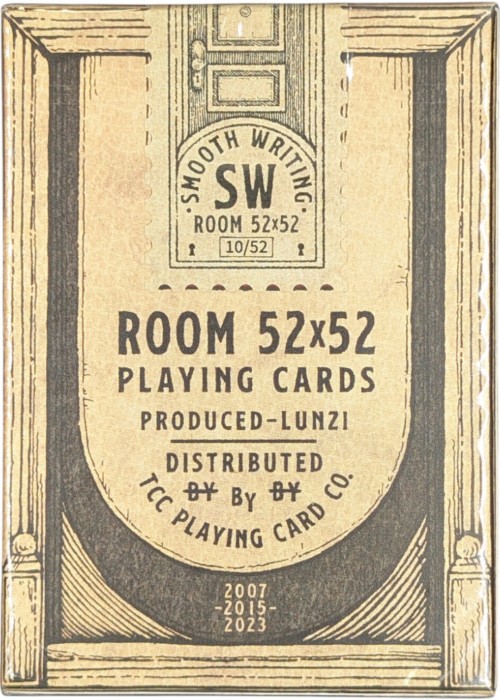 SMOOTH WRITING
SW
ROOM 52x52
10/52
ROOM 52x52
PLAYING CARDS
PRODUCED-LUNZI
DISTRIBUTED
BY By BY
TCC PLAYING CARD CO.
2007
-2015-
2023